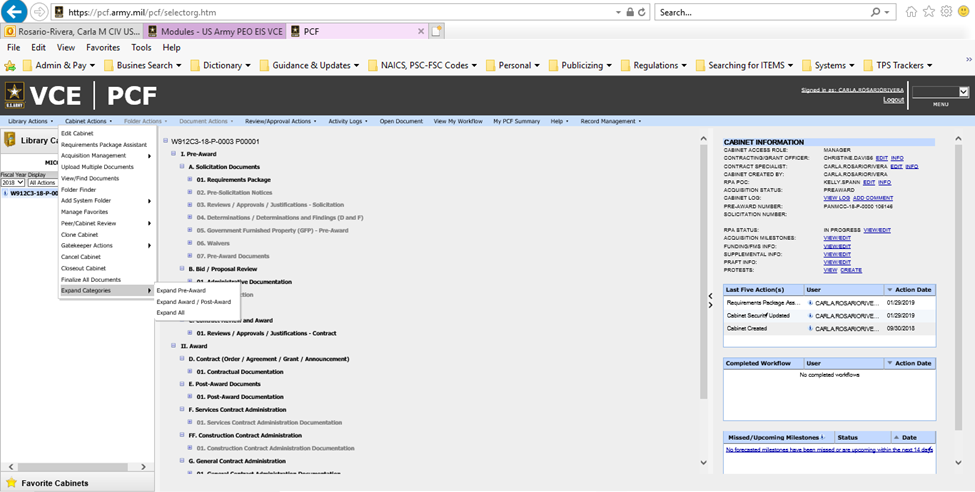 https://pcf.army.mil/pcf/selectorg.htm
Search...
Rosario-Rivera, Carla M CIV US...
Modules - US Army PEO EIS VCE
PCF
File Edit View Favorites Tools Help
Admin & Pay
Busines Search
Dictionary
Guidance & Updates
NAICS, PSC-FSC Codes
Personal
Publicizing
Regulations
Searching for ITEMS
Systems
TPS Trackers
U.S.ARMY
VCE | PCF
Signed in as: CARLA.ROSARIORIVERA
Logout
MENU
Library Actions
Cabinet Actions
Folder Actions
Document Actions
Review/Approval Actions
Activity Logs
Open Document
View My Workflow
My PCF Summary
Help
Record Management
Library Ca
MIC
Fiscal Year Display
2018
All Actions
W912C3-18-P-00
Edit Cabinet
Requirements Package Assistant
Acquisition Management
Upload Multiple Documents
View/Find Documents
Folder Finder
Add System Folder
Manage Favorites
Peer/Cabinet Review
Clone Cabinet
Gatekeeper Actions
Cancel Cabinet
Closeout Cabinet
Finalize All Documents
Expand Categories
Expand Pre-Award
Expand Award / Post-Award
Expand All
W912C3-18-P-0003 P00001
I. Pre-Award
A. Solicitation Documents
01. Requirements Package
02. Pre-Solicitation Notices
03. Reviews / Approvals / Justifications - Solicitation
04. Determinations / Determinations and Findings (D and F)
05. Government Furnished Property (GFP) - Pre-Award
06. Waivers
07. Pre-Award Documents
B. Bid / Proposal Review
01. Administrative Documentation
ction
Review and Award
01. Reviews / Approvals / Justifications - Contract
II. Award
D. Contract (Order / Agreement / Grant / Announcement)
01. Contractual Documentation
E. Post-Award Documents
01. Post-Award Documentation
F. Services Contract Administration
01. Services Contract Administration Documentation
FF. Construction Contract Administration
01. Construction Contract Administration Documentation
G. General Contract Administration
01. General Contract Administration Documentation
CABINET INFORMATION
CABINET ACCESS ROLE: MANAGER
CONTRACTING/GRANT OFFICER: CHRISTINE.DAVIS6 EDIT INFO
CONTRACT SPECIALIST: CARLA.ROSARIORIVERA EDIT INFO
CABINET CREATED BY: CARLA.ROSARIORIVERA
RPA POC: KELLY.SPANN EDIT INFO
ACQUISITION STATUS: PREAWARD
CABINET LOG: VIEW LOG ADD COMMENT
PRE-AWARD NUMBER: PANMCC-18-P-0000 106146
SOLICITATION NUMBER:
RPA STATUS: IN PROGRESS VIEW/EDIT
ACQUISITION MILESTONES: VIEW/EDIT
FUNDING/FMS INFO: VIEW/EDIT
SUPPLEMENTAL INFO: VIEW/EDIT
PRAFT INFO: VIEW/EDIT
PROTESTS: VIEW CREATE
Last Five Action(s) User Action Date
Requirements Package Ass... CARLA.ROSARIORIVE... 01/29/2019
Cabinet Security Updated CARLA.ROSARIORIVE... 01/29/2019
Cabinet Created CARLA.ROSARIORIVE... 09/30/2018
Completed Workflow User Action Date
No completed workflows
Missed/Upcoming Milestones Status Date
No forecasted milestones have been missed or are upcoming within the next 14 days
Favorite Cabinets